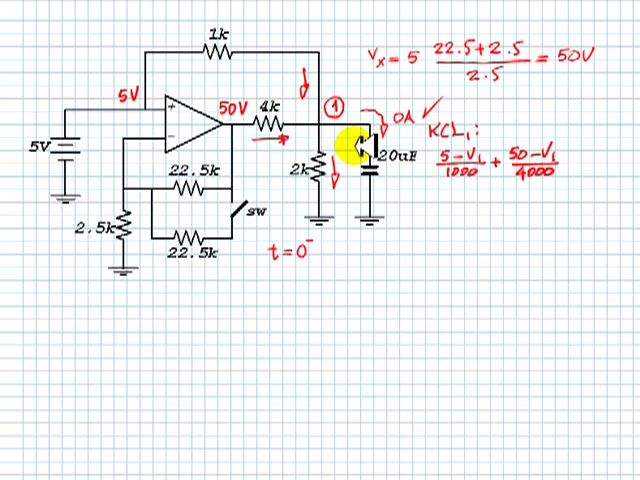 1k
Vx = 5 (22.5+2.5)/2.5 = 50V
5V
50V
4k
1
0A ✓
+
KCL1:
5V
−
20uF
(5−V1)/1000 + (50−V1)/4000
22.5k
2k
2.5k
sw
22.5k
t=0⁻